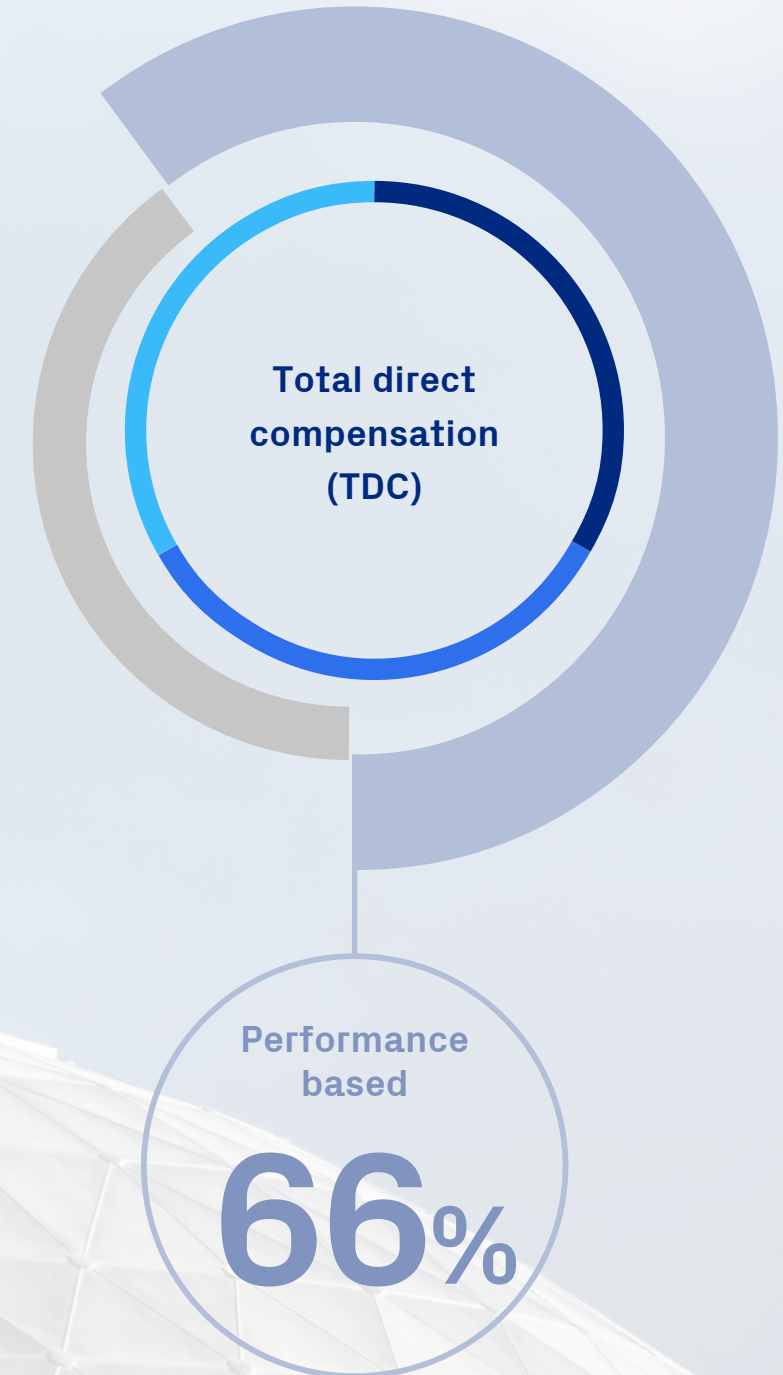 Total direct
compensation
(TDC)
Performance
based
66%